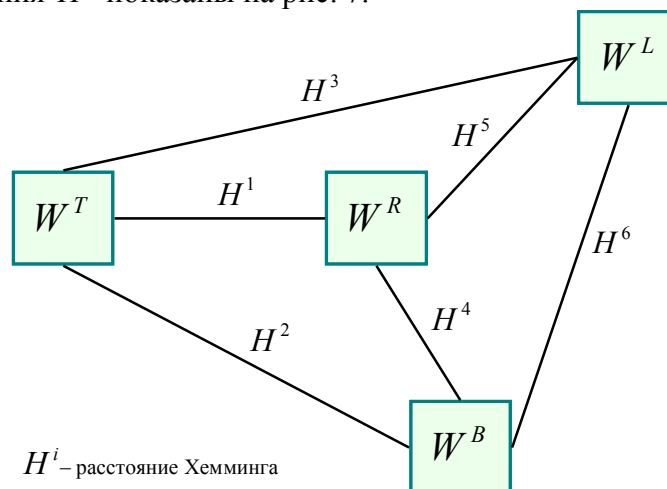 показаны на рис. 7.
W^L
H^3
H^5
H^1
W^T
W^R
H^6
H^4
H^2
W^B
H^i – расстояние Хемминга